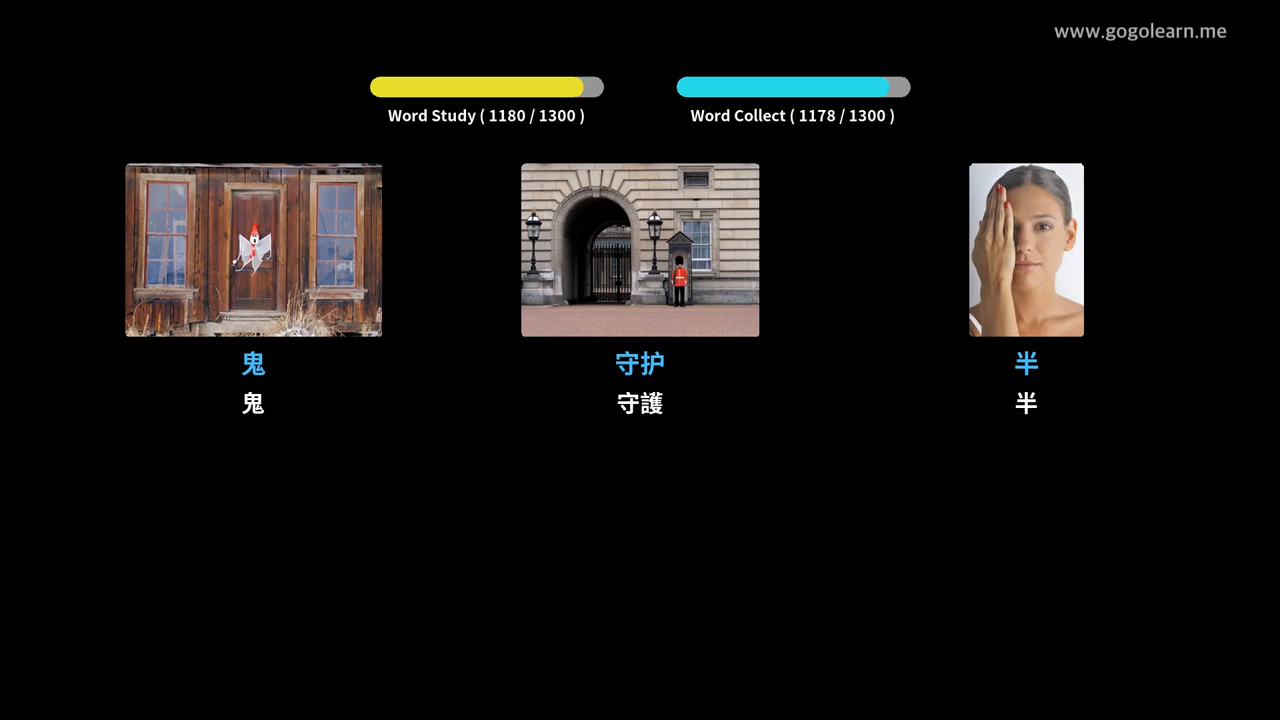 www.gogolearn.me
Word Study ( 1180 / 1300 )
Word Collect ( 1178 / 1300 )
鬼
守护
半
鬼
守護
半